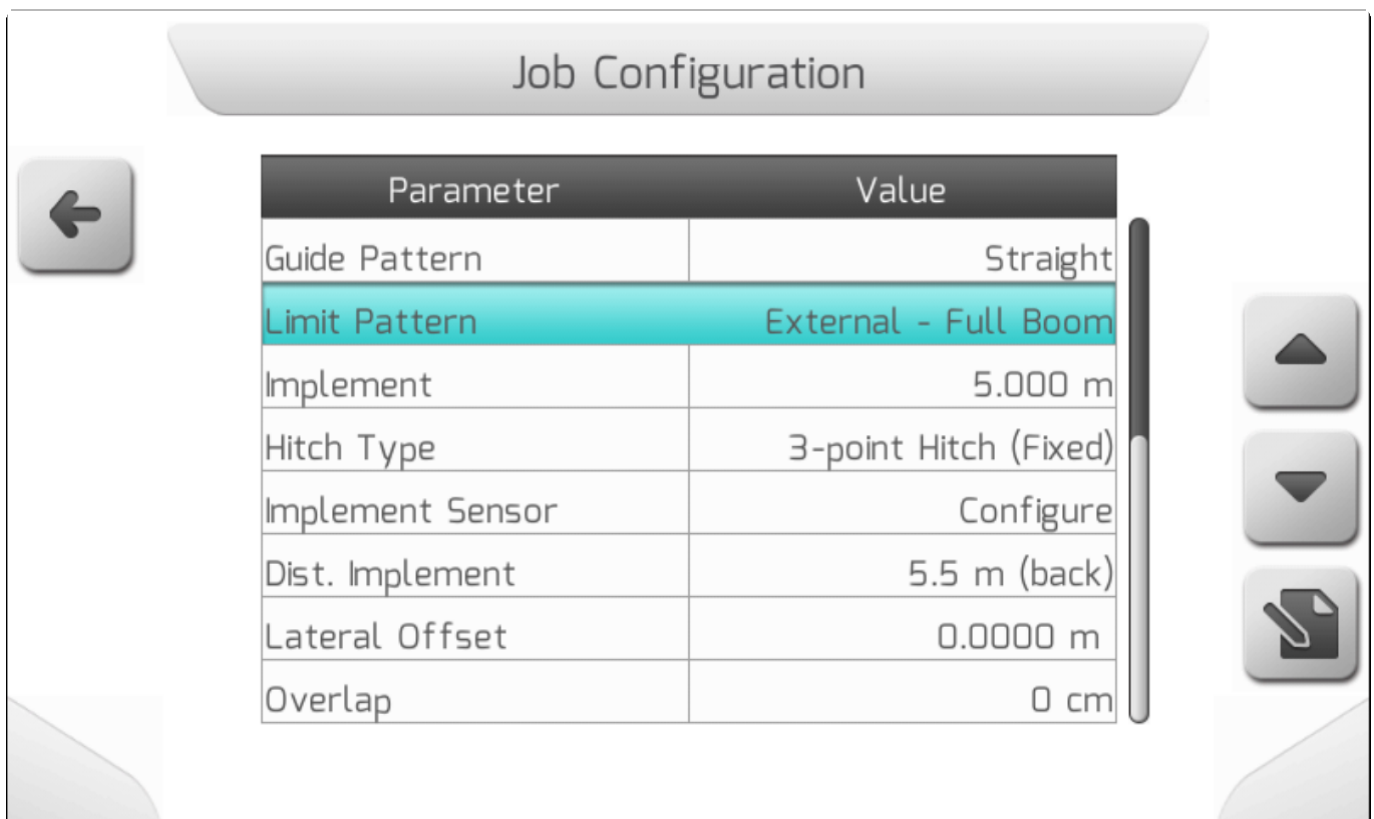 Job Configuration
Parameter Value
Guide Pattern Straight
Limit Pattern External - Full Boom
Implement 5.000 m
Hitch Type 3-point Hitch (Fixed)
Implement Sensor Configure
Dist. Implement 5.5 m (back)
Lateral Offset 0.0000 m
Overlap 0 cm